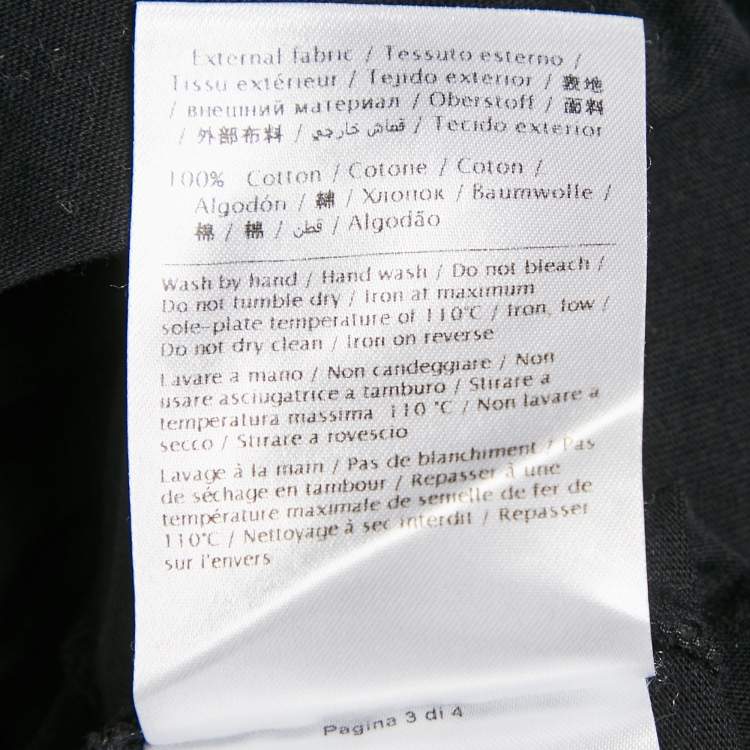 External fabric / Tessuto esterno /
Tissu extérieur / Tejido exterior / 表地
/ внешний материал / Oberstoff / 面料
/ 外部布料 / قماش خارجي / Tecido exterior
100% Cotton / Cotone / Coton /
Algodón / 綿 / Хлопок / Baumwolle /
棉 / 棉 / قطن / Algodão
Wash by hand / Hand wash / Do not bleach /
Do not tumble dry / Iron at maximum
sole-plate temperature of 110°C / Iron, low /
Do not dry clean / Iron on reverse
Lavare a mano / Non candeggiare / Non
usare asciugatrice a tamburo / Stirare a
temperatura massima 110 °C / Non lavare a
secco / Stirare a rovescio
Lavage à la main / Pas de blanchiment / Pas
de séchage en tambour / Repasser à une
température maximale de semelle de fer de
110°C / Nettoyage à sec interdit / Repasser
sur l'envers
Pagina 3 di 4